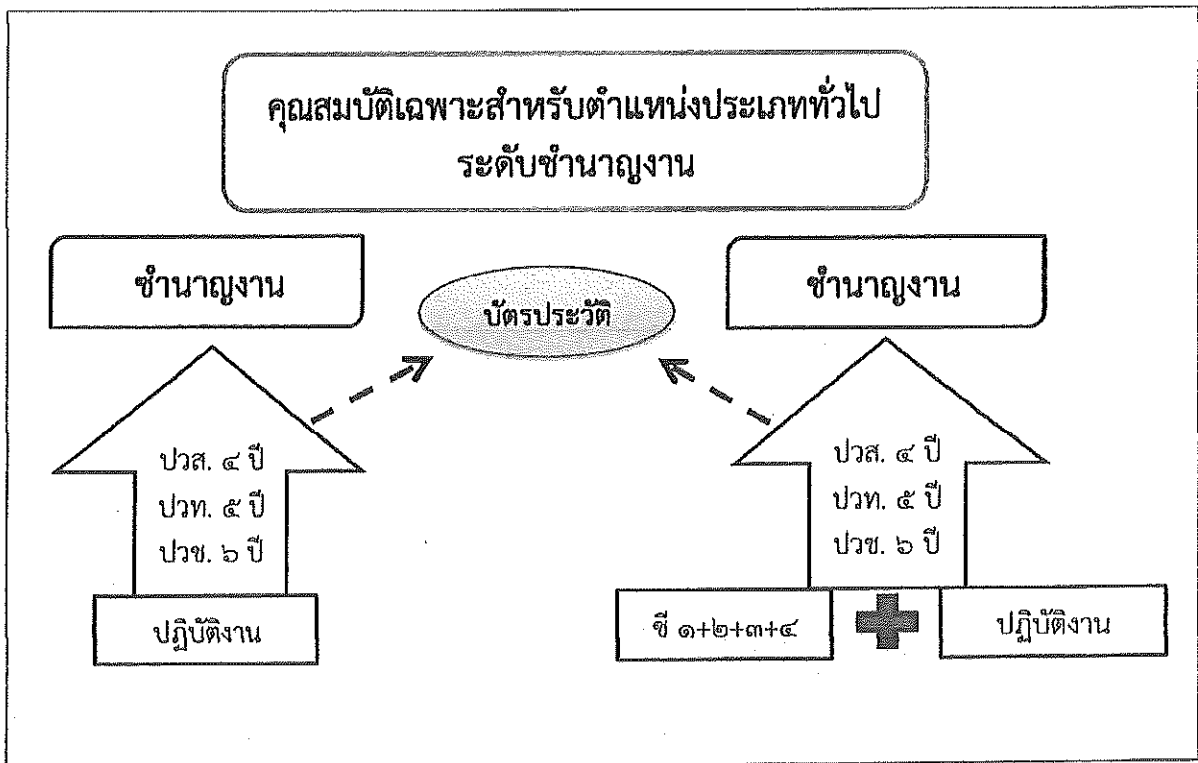 คุณสมบัติเฉพาะสำหรับตำแหน่งประเภททั่วไป
ระดับชำนาญงาน
ชำนาญงาน
บัตรประวัติ
ชำนาญงาน
ปวส. ๔ ปี
ปวท. ๕ ปี
ปวช. ๖ ปี
ปฏิบัติงาน
ปวส. ๔ ปี
ปวท. ๕ ปี
ปวช. ๖ ปี
ซี ๑+๒+๓+๔
ปฏิบัติงาน